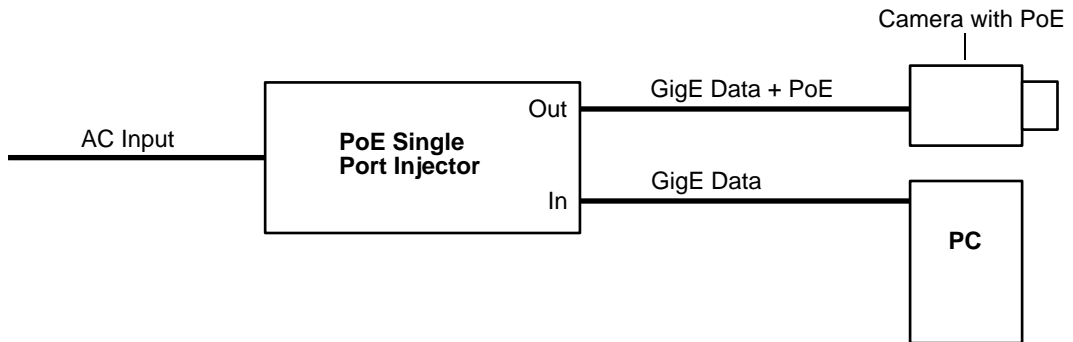 Camera with PoE
GigE Data + PoE
Out
AC Input
PoE Single
Port Injector
GigE Data
In
PC